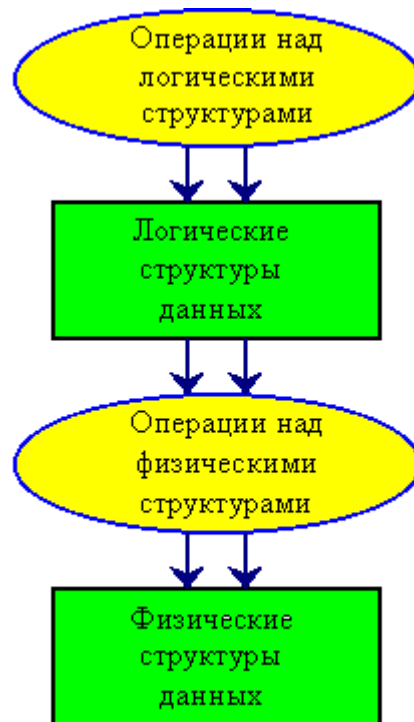 Операции над
логическими
структурами
Логические
структуры
данных
Операции над
физическими
структурами
Физические
структуры
данных